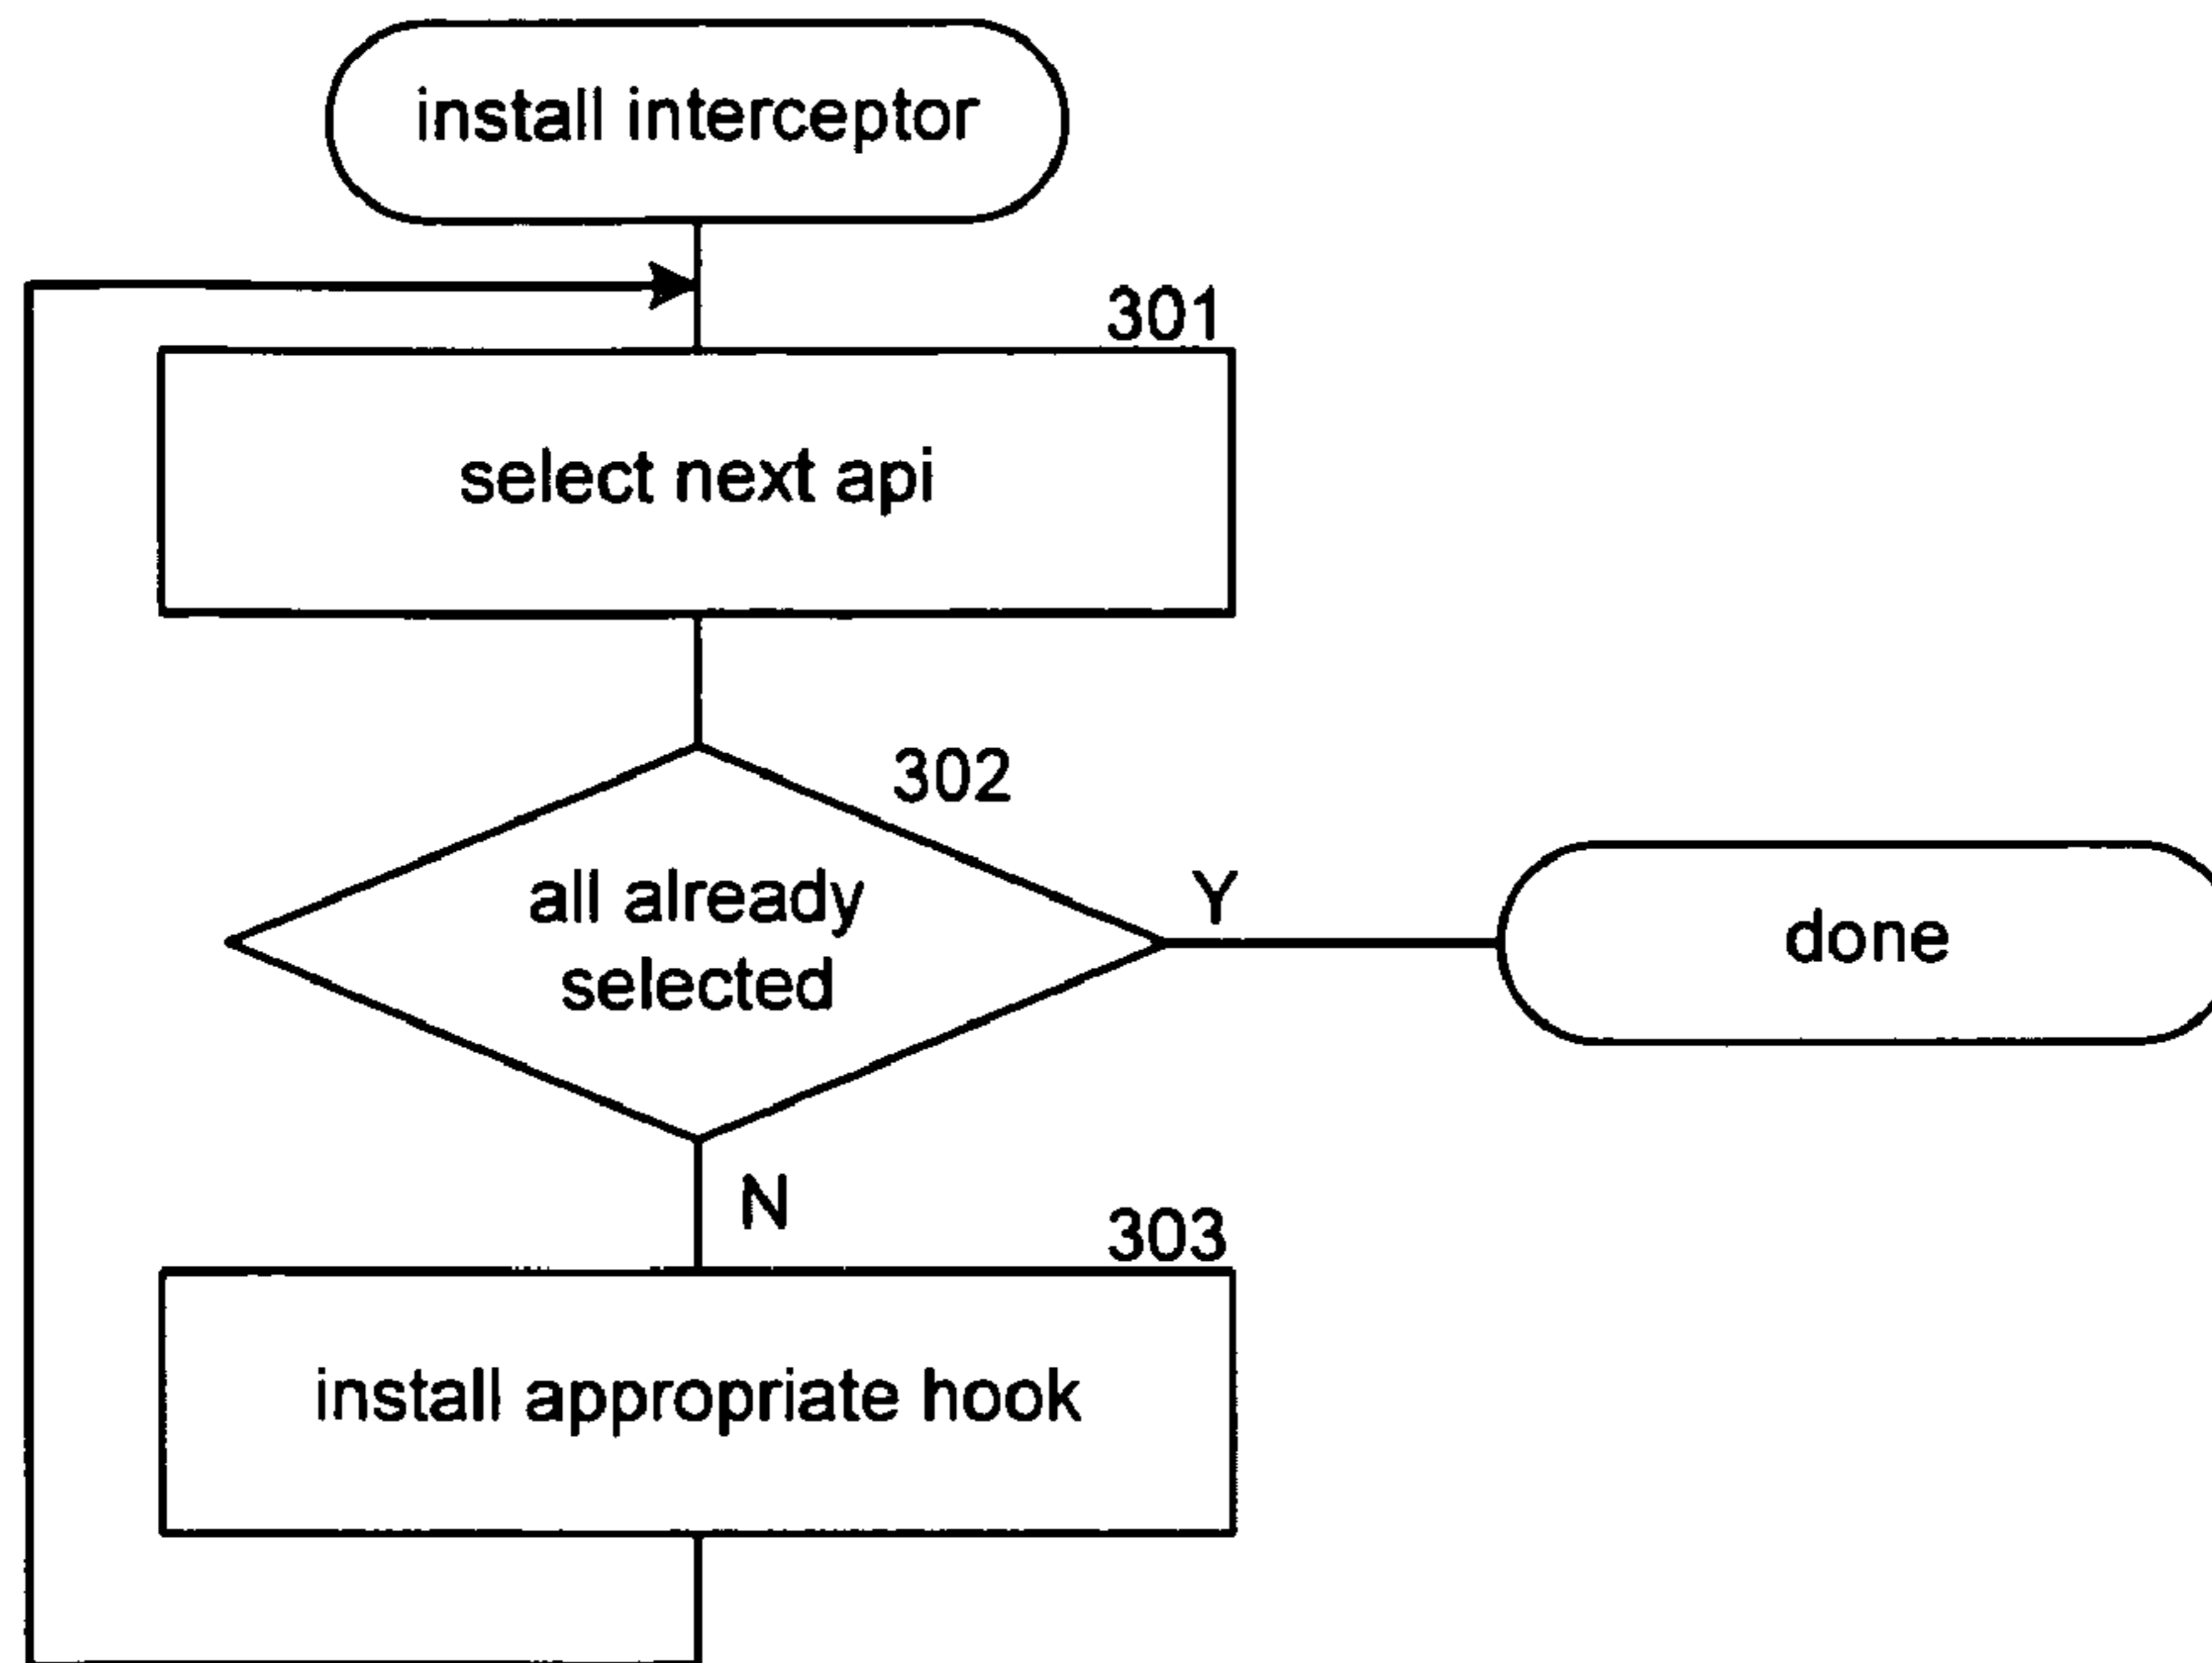 install interceptor
301
select next api
302
all already
selected
Y
done
N
303
install appropriate hook